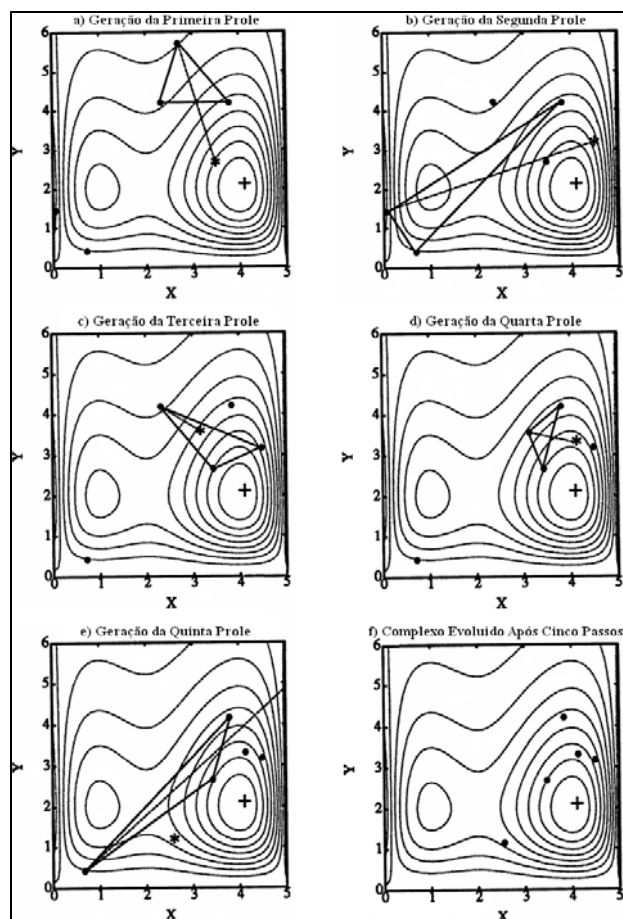 a) Geração da Primeira Prole
6
5
4
3
2
1
0
Y
0 1 2 3 4 5
X
b) Geração da Segunda Prole
6
5
4
3
2
1
0
Y
0 1 2 3 4 5
X
c) Geração da Terceira Prole
6
5
4
3
2
1
0
Y
0 1 2 3 4 5
X
d) Geração da Quarta Prole
6
5
4
3
2
1
0
Y
0 1 2 3 4 5
X
e) Geração da Quinta Prole
6
5
4
3
2
1
0
Y
0 1 2 3 4 5
X
f) Complexo Evoluido Após Cinco Passos
6
5
4
3
2
1
0
Y
0 1 2 3 4 5
X